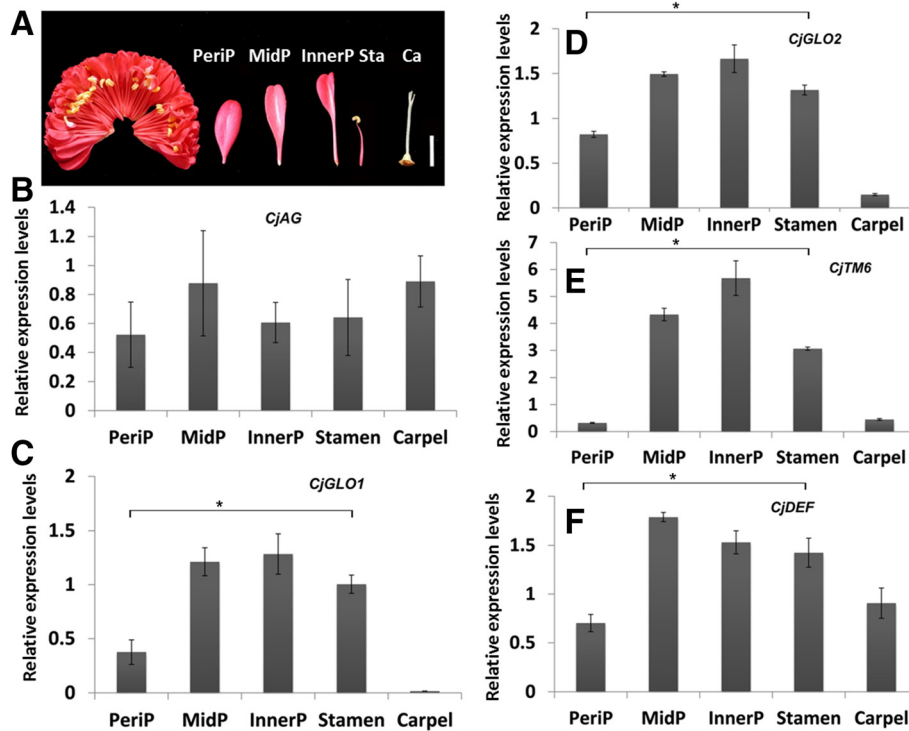 A
PeriP MidP InnerP Sta Ca
B
CjAG
Relative expression levels
1.4
1.2
1
0.8
0.6
0.4
0.2
0
PeriP MidP InnerP Stamen Carpel
C
CjGLO1
Relative expression levels
2
1.5
1
0.5
0
*
PeriP MidP InnerP Stamen Carpel
D
CjGLO2
Relative expression levels
2
1.5
1
0.5
0
*
PeriP MidP InnerP Stamen Carpel
E
CjTM6
Relative expression levels
7
6
5
4
3
2
1
0
*
PeriP MidP InnerP Stamen Carpel
F
CjDEF
Relative expression levels
2
1.5
1
0.5
0
*
PeriP MidP InnerP Stamen Carpel